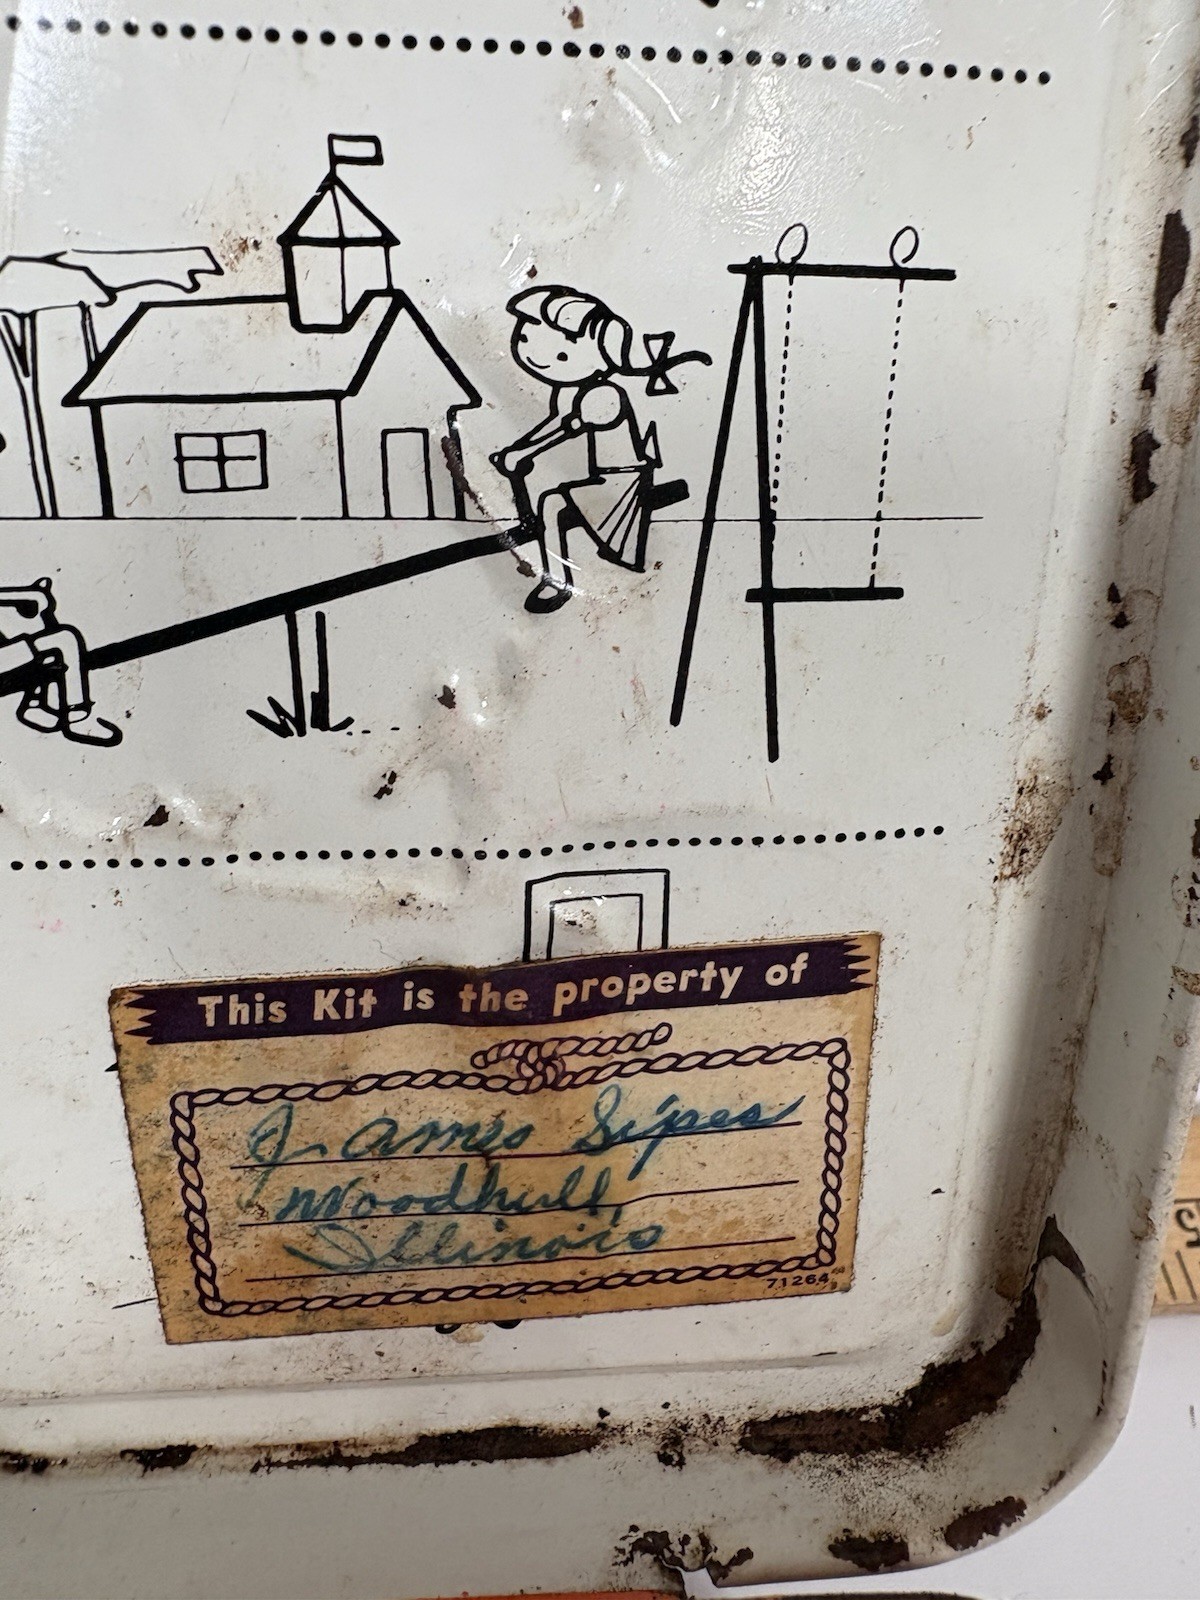 This Kit is the property of
James Sipes
Woodhull,
Illinois
71264